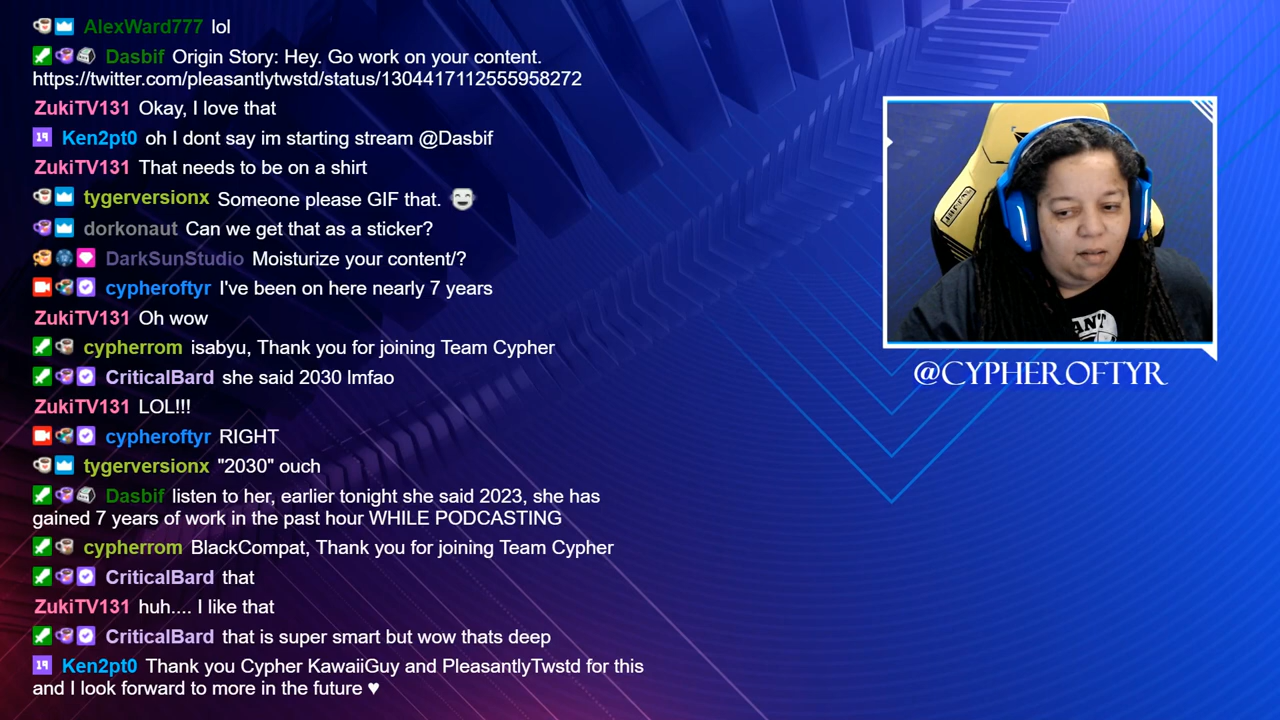 AlexWard777 lol
Dasbif Origin Story: Hey. Go work on your content.
https://twitter.com/pleasantlytwstd/status/1304417112555958272
ZukiTV131 Okay, I love that
19 Ken2pt0 oh I dont say im starting stream @Dasbif
ZukiTV131 That needs to be on a shirt
tygerversionx Someone please GIF that.
dorkonaut Can we get that as a sticker?
DarkSunStudio Moisturize your content/?
cypheroftyr I've been on here nearly 7 years
ZukiTV131 Oh wow
cypherrom isabyu, Thank you for joining Team Cypher
CriticalBard she said 2030 lmfao
ZukiTV131 LOL!!!
cypheroftyr RIGHT
tygerversionx "2030" ouch
Dasbif listen to her, earlier tonight she said 2023, she has
gained 7 years of work in the past hour WHILE PODCASTING
cypherrom BlackCompat, Thank you for joining Team Cypher
CriticalBard that
ZukiTV131 huh.... I like that
CriticalBard that is super smart but wow thats deep
19 Ken2pt0 Thank you Cypher KawaiiGuy and PleasantlyTwstd for this
and I look forward to more in the future ♥
ANT
@CYPHEROFTYR